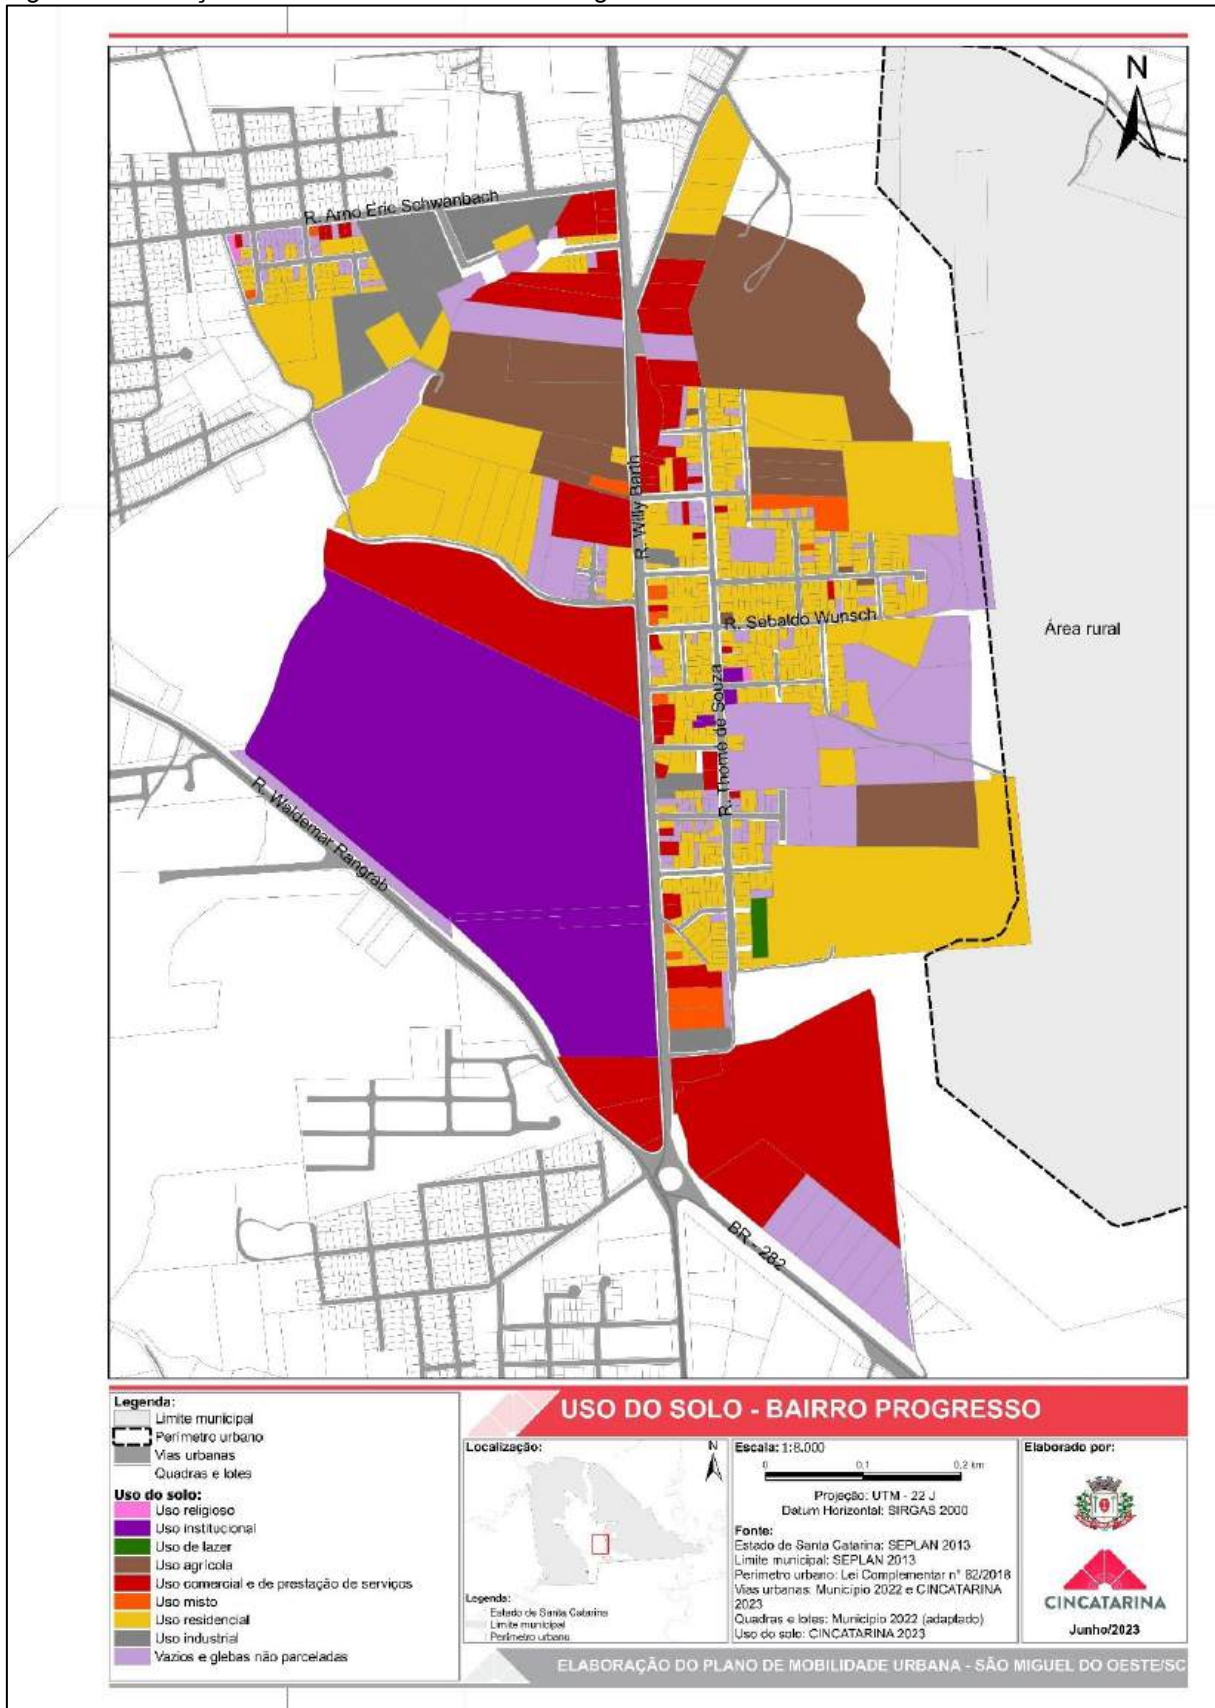 N
R. Arno Eric Schwanbach
R. Willy Barth
R. Sebaldo Wunsch
Área rural
R. Thomé de Souza
R. Waldemar Rangrab
BR - 282
Legenda:
Limite municipal
Perímetro urbano
Vias urbanas
Quadras e lotes
Uso do solo:
Uso religioso
Uso institucional
Uso de lazer
Uso agrícola
Uso comercial e de prestação de serviços
Uso misto
Uso residencial
Uso industrial
Vazios e glebas não parceladas
USO DO SOLO - BAIRRO PROGRESSO
Localização:
N
Legenda:
Estado de Santa Catarina
Limite municipal
Perímetro urbano
Escala: 1:8.000
0 0,1 0,2 km
Projeção: UTM - 22 J
Datum Horizontal: SIRGAS 2000
Fonte:
Estado de Santa Catarina: SEPLAN 2013
Limite municipal: SEPLAN 2013
Perímetro urbano: Lei Complementar n° 82/2018
Vias urbanas: Município 2022 e CINCATARINA
2023
Quadras e lotes: Município 2022 (adaptado)
Uso do solo: CINCATARINA 2023
Elaborado por:
CINCATARINA
Junho/2023
ELABORAÇÃO DO PLANO DE MOBILIDADE URBANA - SÃO MIGUEL DO OESTE/SC